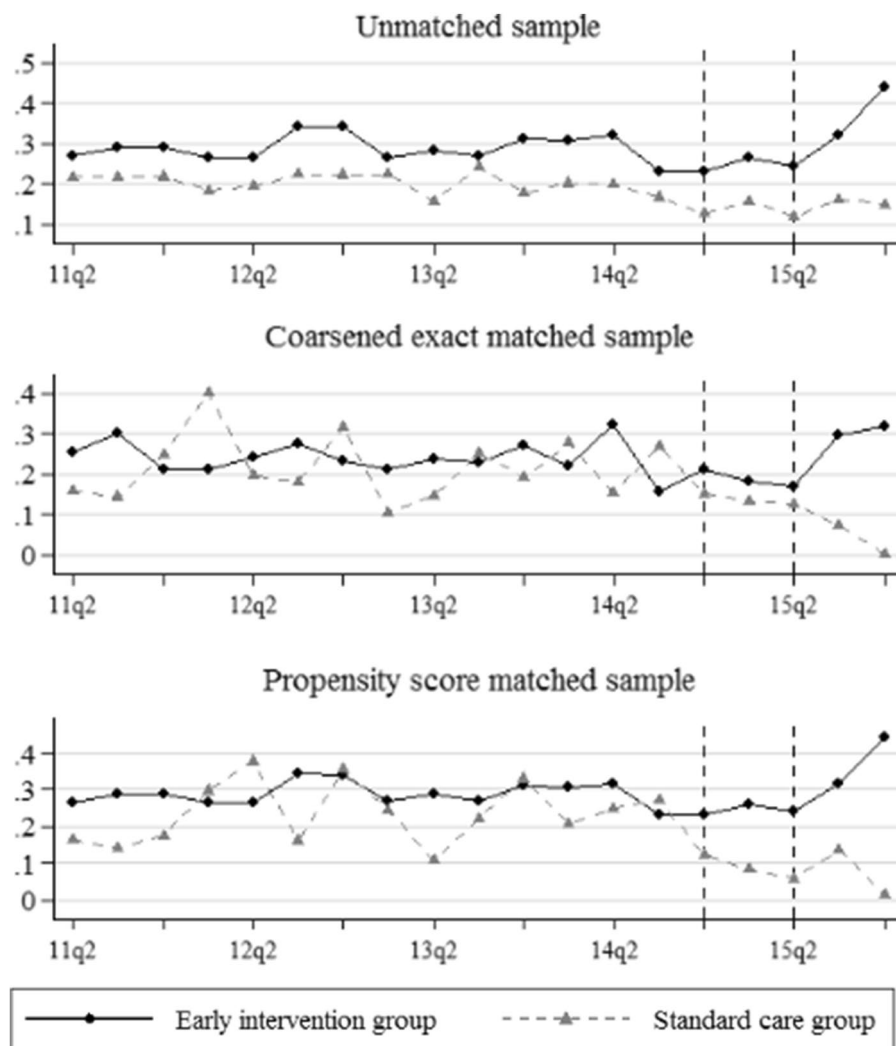 Unmatched sample
.5
.4
.3
.2
.1
11q2 12q2 13q2 14q2 15q2
Coarsened exact matched sample
.4
.3
.2
.1
0
11q2 12q2 13q2 14q2 15q2
Propensity score matched sample
.4
.3
.2
.1
0
11q2 12q2 13q2 14q2 15q2
Early intervention group Standard care group